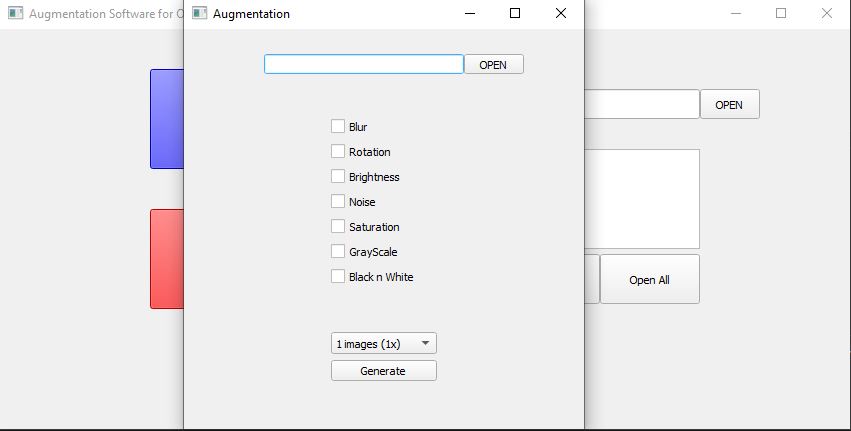 Augmentation Software for O
Augmentation
OPEN
OPEN
Blur
Rotation
Brightness
Noise
Saturation
GrayScale
Black n White
Open All
1 images (1x)
Generate